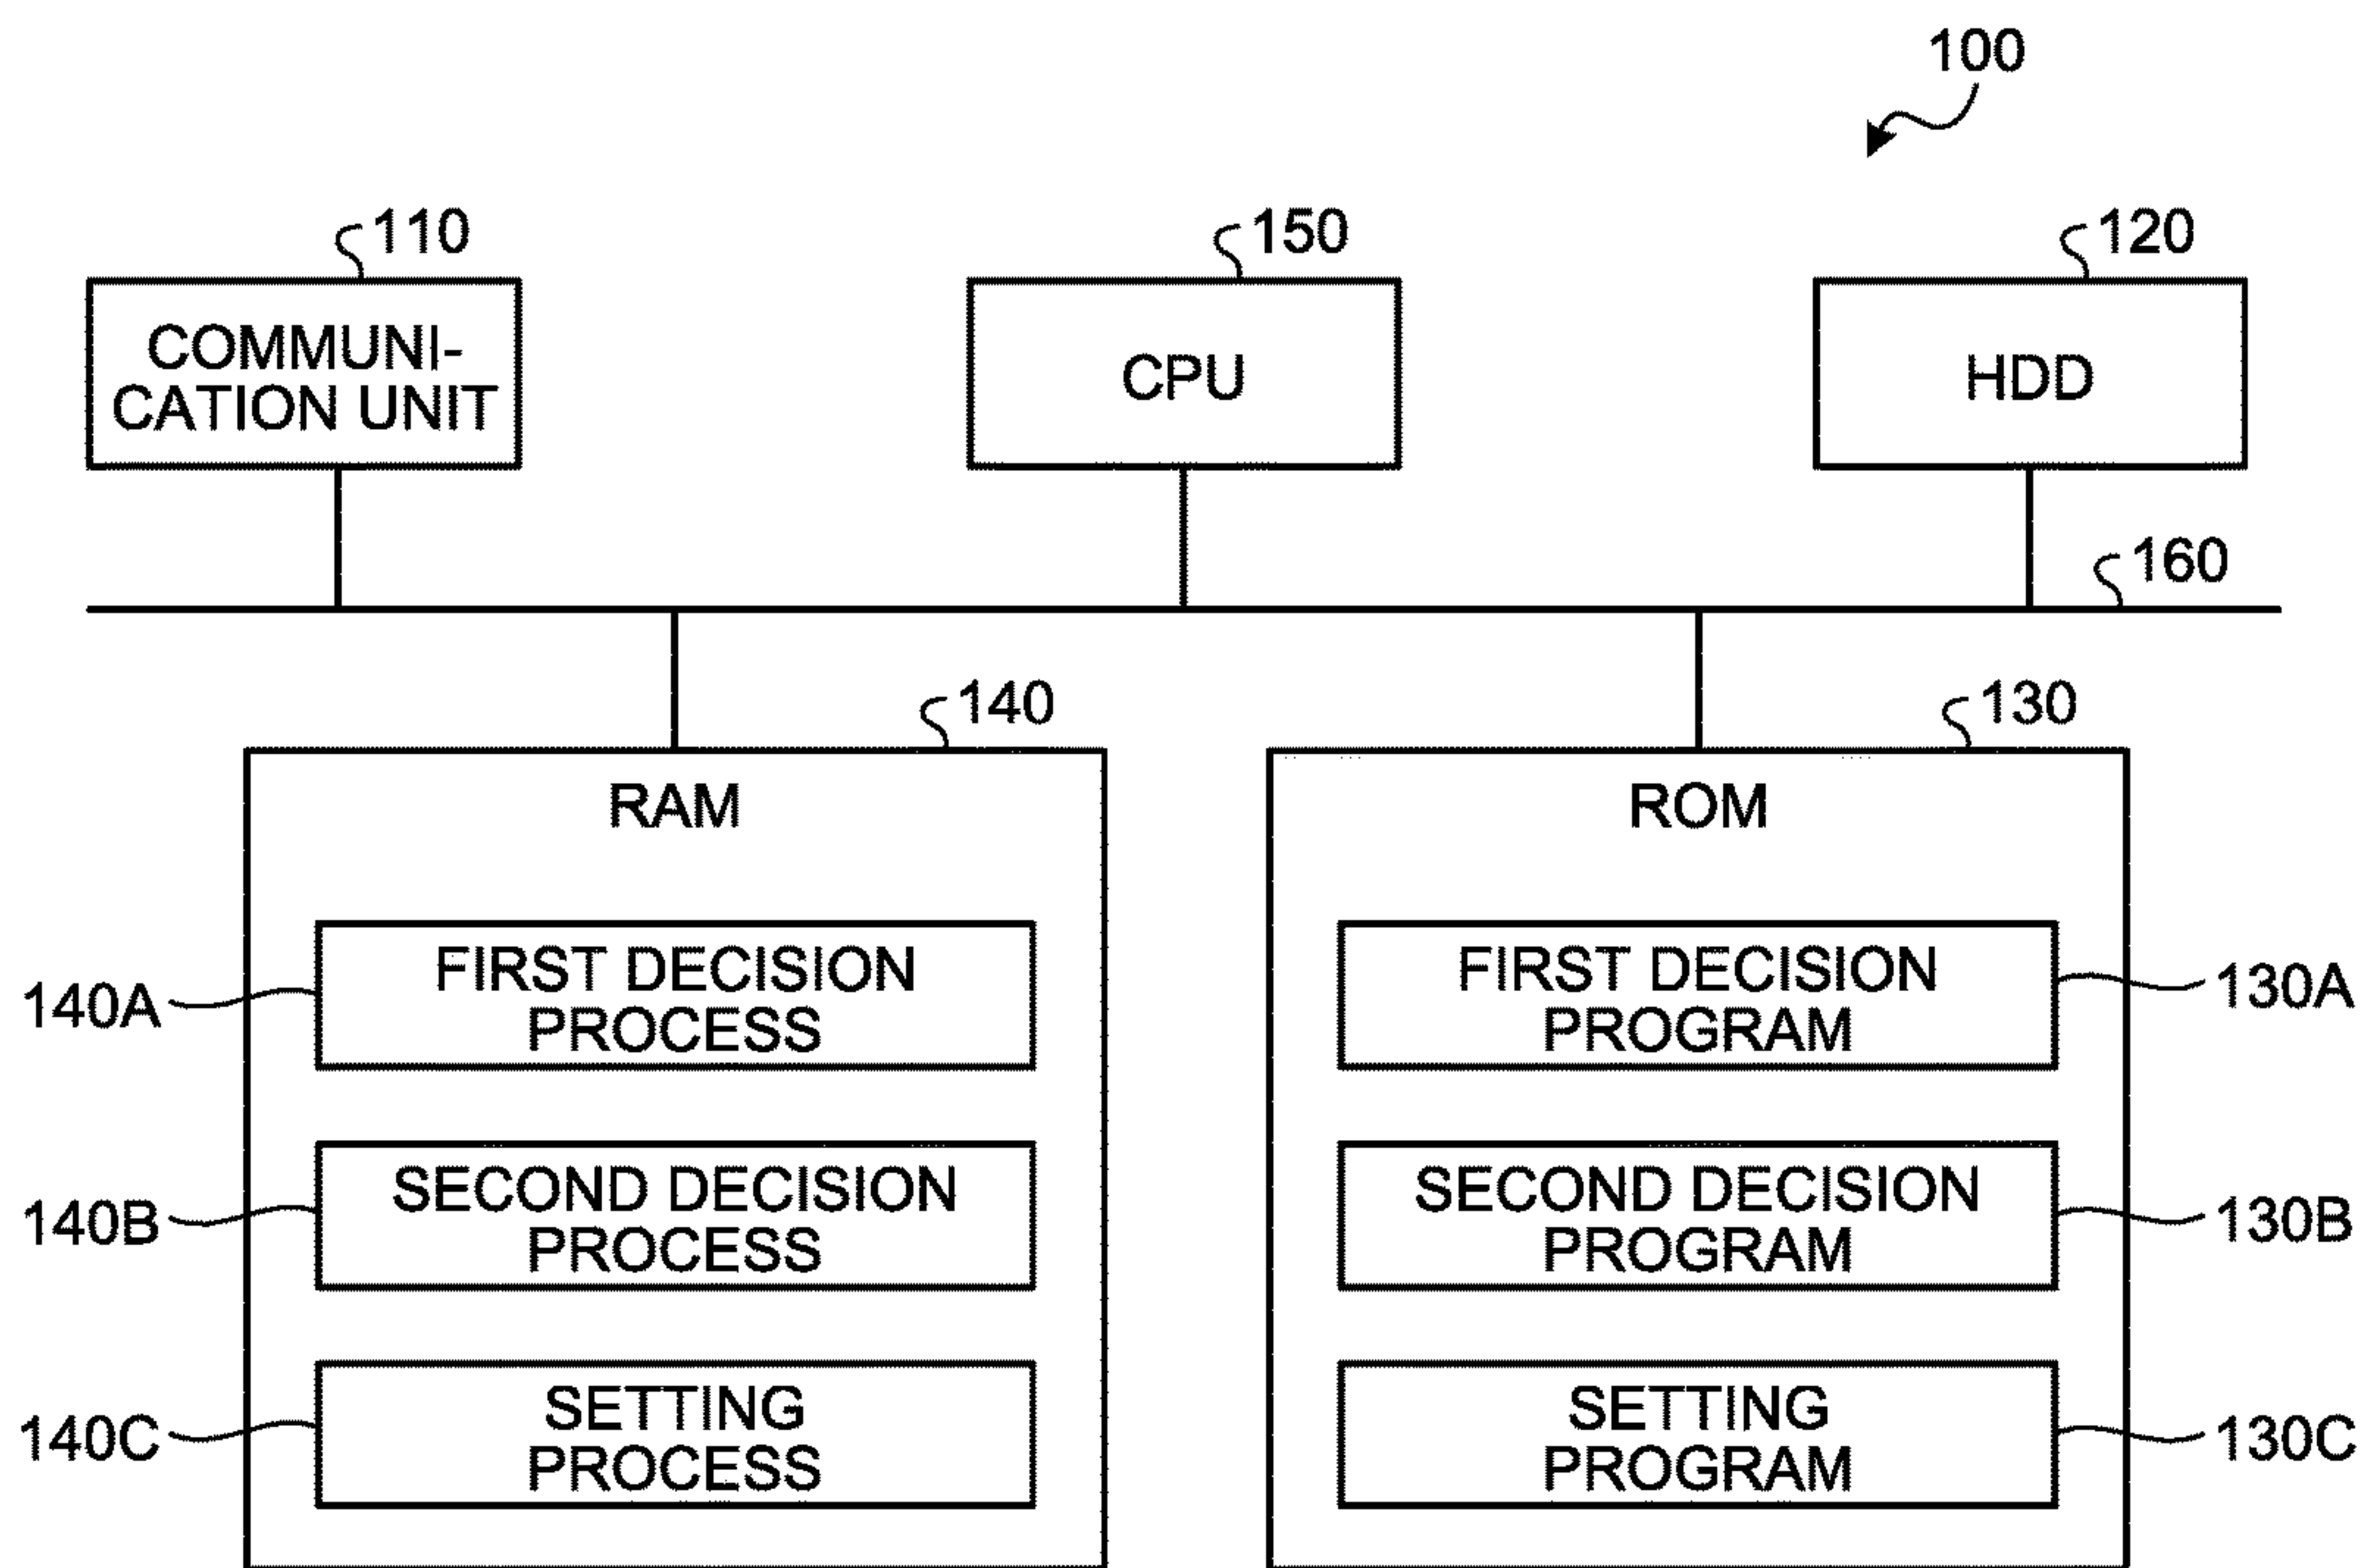 100
110
150
120
COMMUNI-
CATION UNIT
CPU
HDD
160
140
130
RAM
ROM
140A
FIRST DECISION
PROCESS
FIRST DECISION
PROGRAM
130A
140B
SECOND DECISION
PROCESS
SECOND DECISION
PROGRAM
130B
140C
SETTING
PROCESS
SETTING
PROGRAM
130C